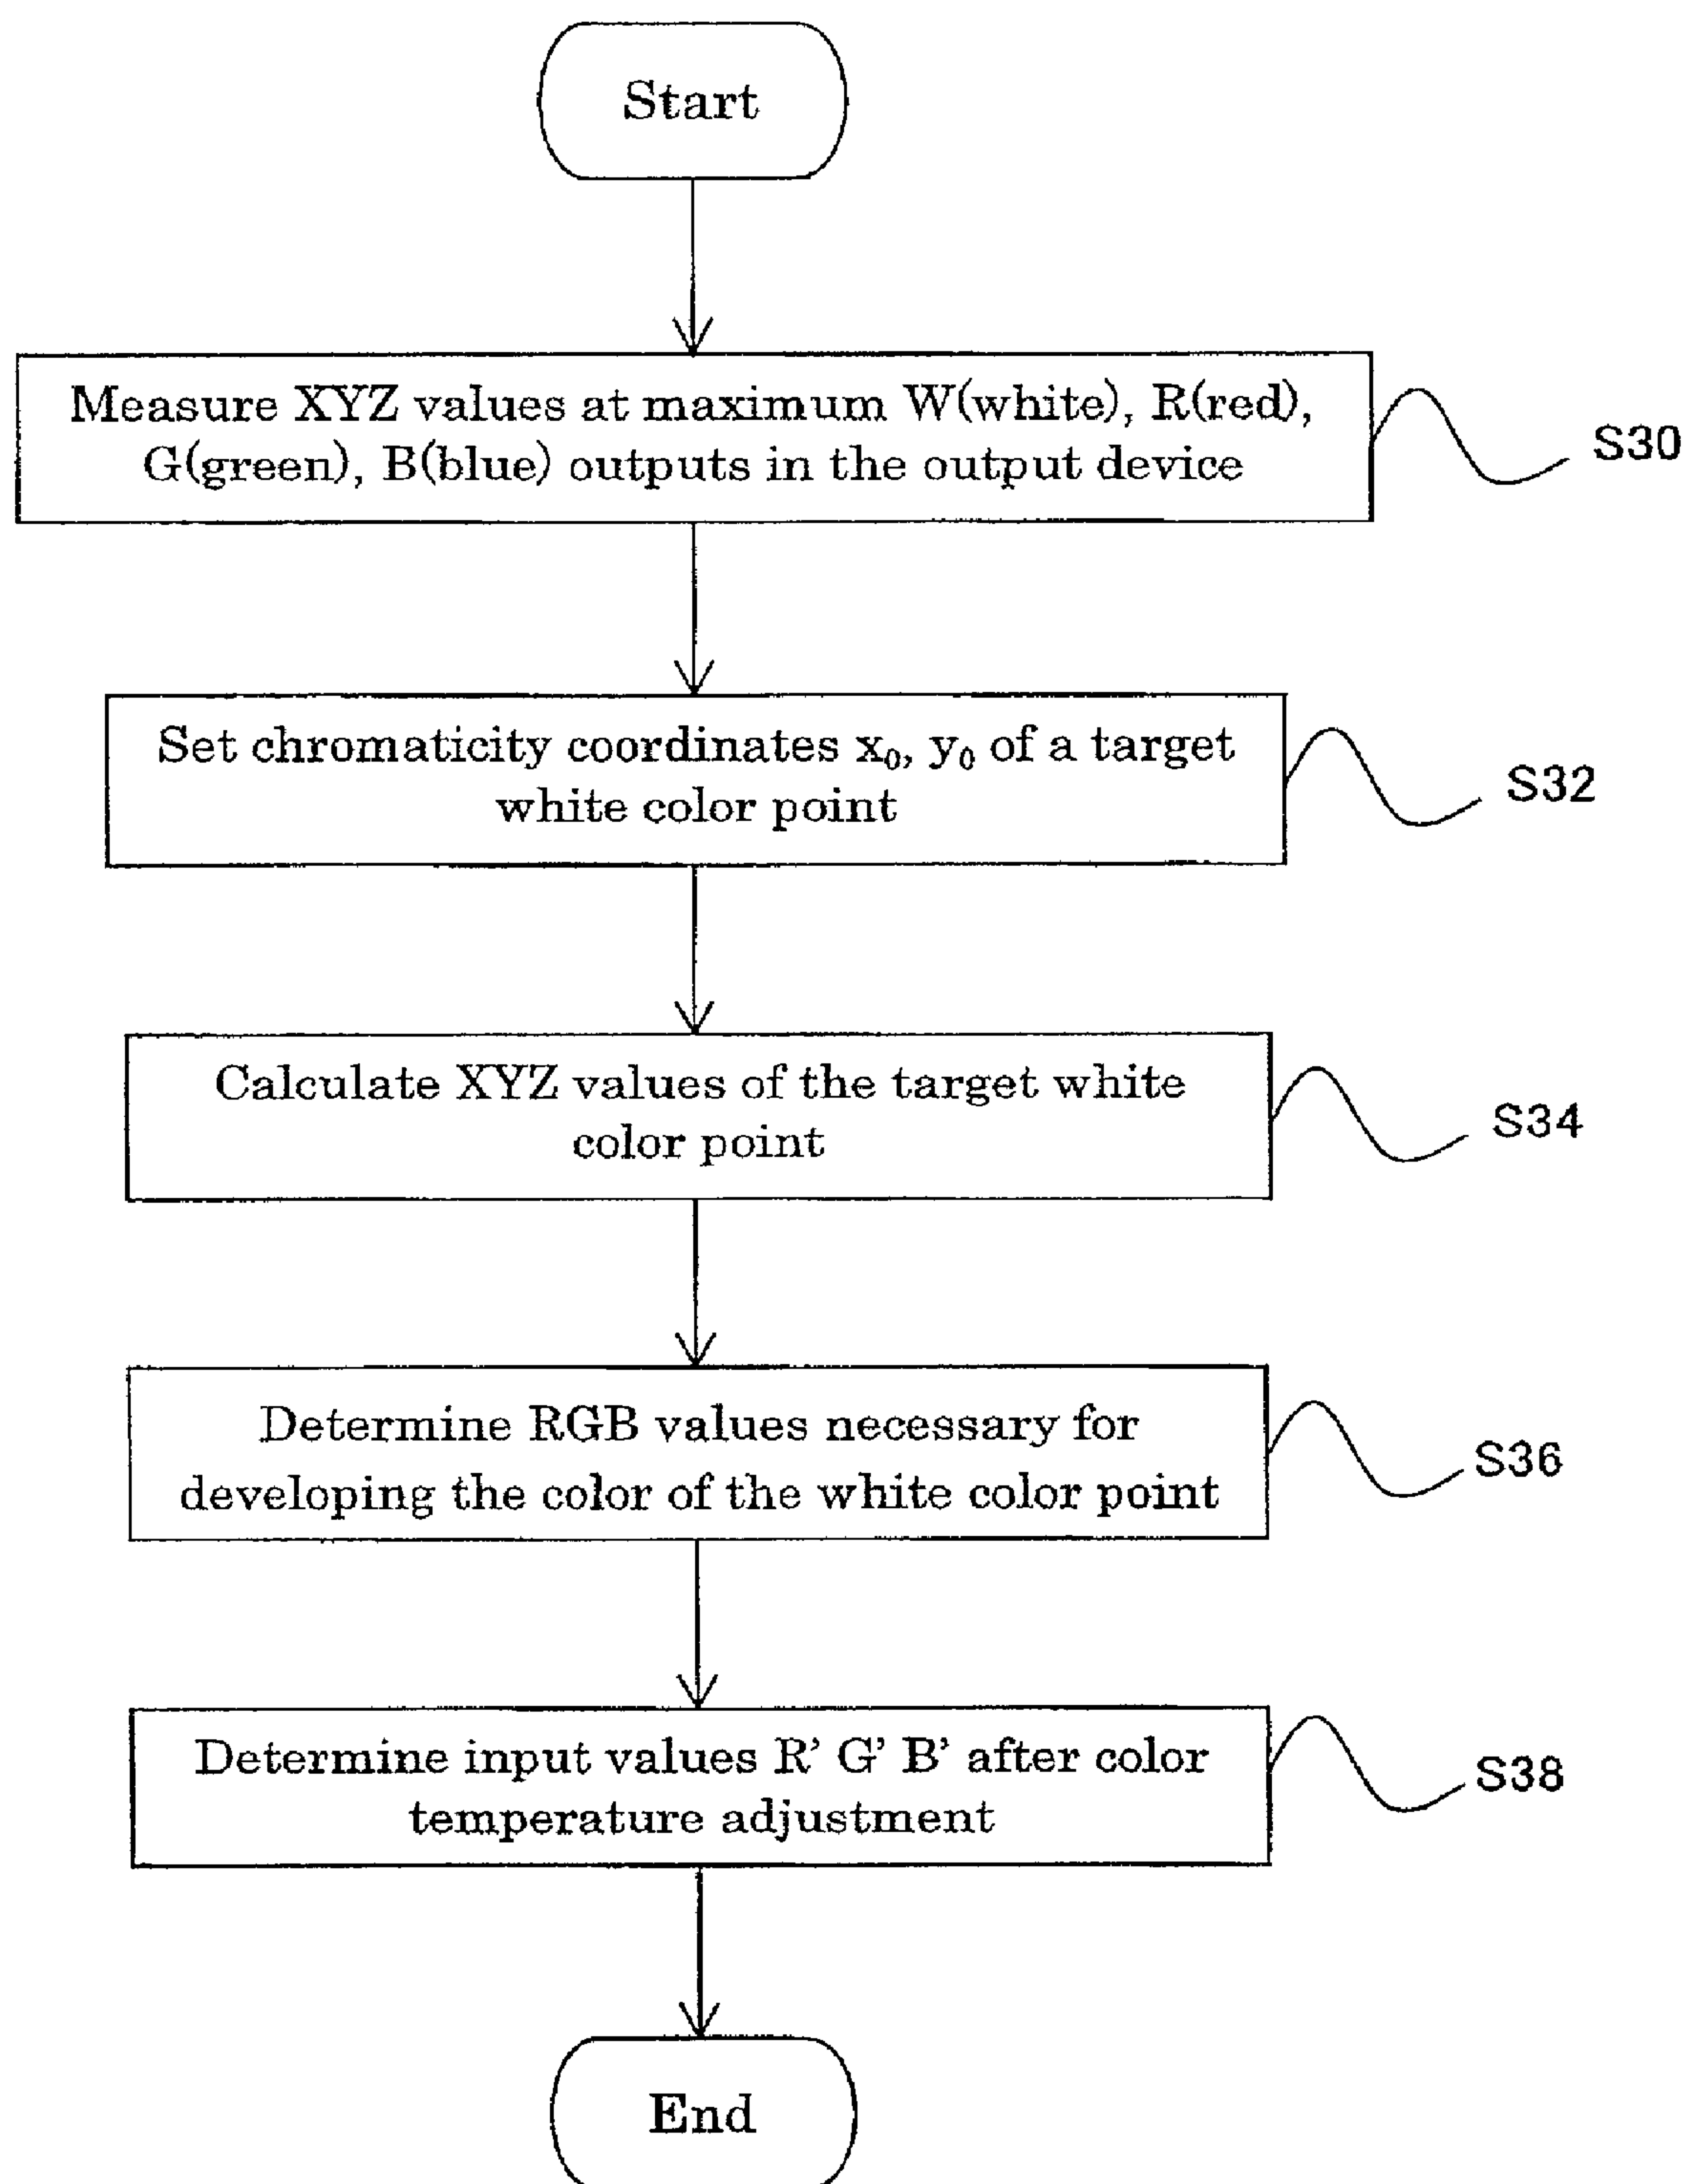 Start
Measure XYZ values at maximum W(white), R(red),
G(green), B(blue) outputs in the output device
S30
Set chromaticity coordinates x₀, y₀ of a target
white color point
S32
Calculate XYZ values of the target white
color point
S34
Determine RGB values necessary for
developing the color of the white color point
S36
Determine input values R’ G’ B’ after color
temperature adjustment
S38
End